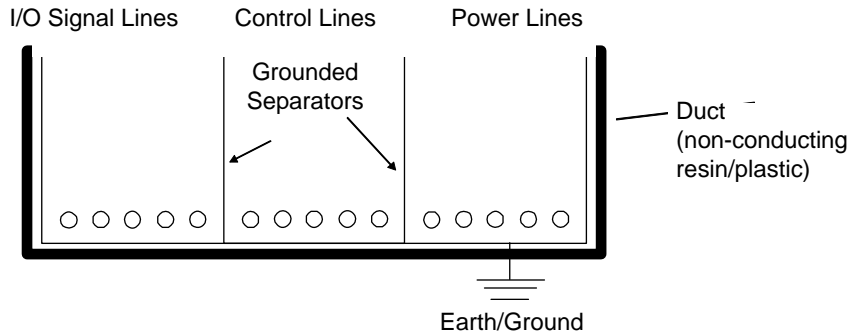 I/O Signal Lines
Control Lines
Power Lines
Grounded
Separators
Duct
(non-conducting
resin/plastic)
Earth/Ground